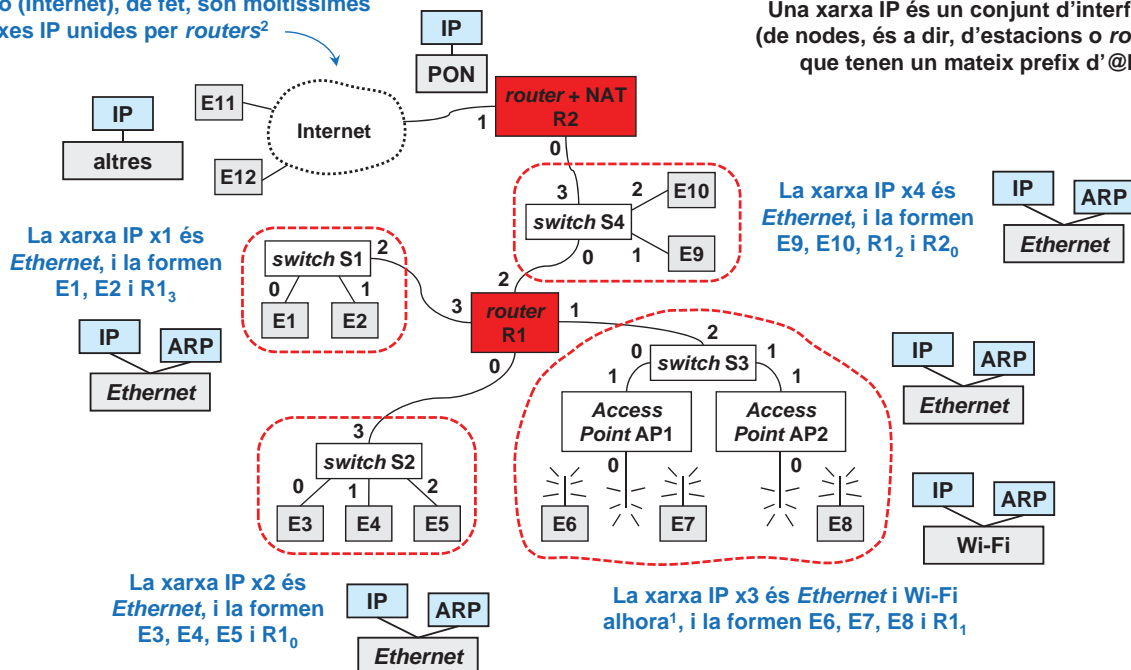 o (Internet), de fet, són moltíssimes
xes IP unides per routers²
Una xarxa IP és un conjunt d'interf
(de nodes, és a dir, d'estacions o ro
que tenen un mateix prefix d'@
IP
PON
router + NAT
R2
1
0
E11
Internet
E12
IP
altres
3
2
E10
switch S4
1
E9
0
La xarxa IP x4 és
Ethernet, i la formen
E9, E10, R1₂ i R2₀
IP
ARP
Ethernet
La xarxa IP x1 és
Ethernet, i la formen
E1, E2 i R1₃
IP
ARP
Ethernet
switch S1
2
0
1
E1
E2
2
3
router
R1
1
0
2
0
switch S3
1
1
1
Access
Point AP1
0
Access
Point AP2
0
E6
E7
E8
IP
ARP
Ethernet
IP
ARP
Wi-Fi
3
switch S2
0
1
2
E3
E4
E5
La xarxa IP x2 és
Ethernet, i la formen
E3, E4, E5 i R1₀
IP
ARP
Ethernet
La xarxa IP x3 és Ethernet i Wi-Fi
alhora¹, i la formen E6, E7, E8 i R1₁